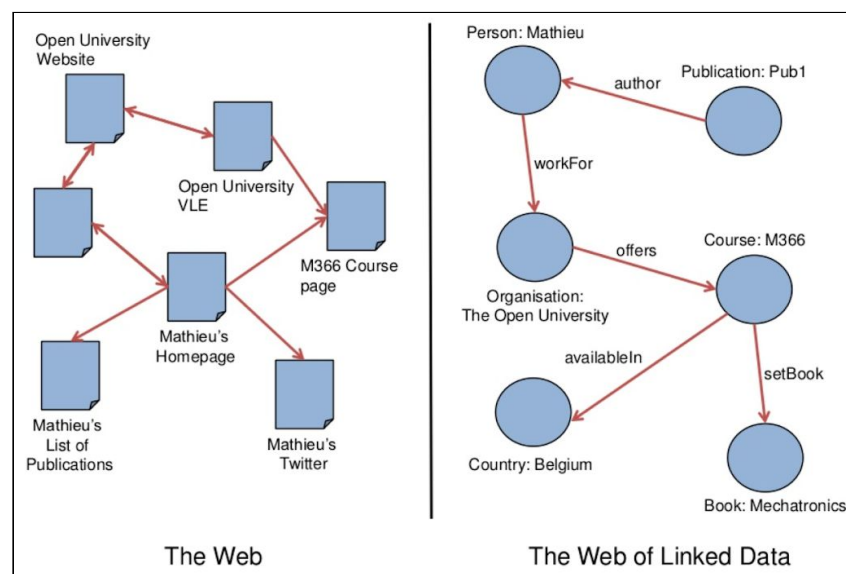 Open University
Website
Open University
VLE
M366 Course
page
Mathieu's
Homepage
Mathieu's
List of
Publications
Mathieu's
Twitter
The Web
Person: Mathieu
author
Publication: Pub1
workFor
offers
Course: M366
Organisation:
The Open University
availableIn
setBook
Country: Belgium
Book: Mechatronics
The Web of Linked Data